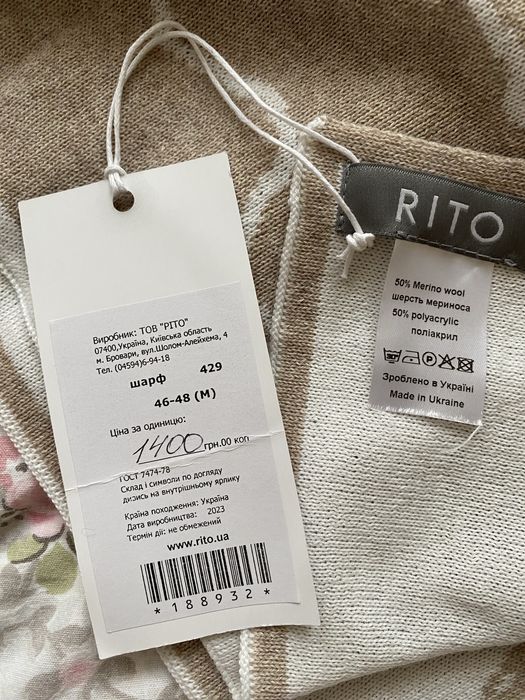 Виробник: ТОВ "РІТО"
07400,Україна, Київська область
м. Бровари, вул.Шолом-Алейхема, 4
Тел. (04594)6-94-18
шарф 429
46-48 (М)
Ціна за одиницю:
1400 грн.00 коп
ГОСТ 7474-78
Склад і символи по догляду
дизись на внутрішньому ярлику
Країна походження: Україна
Дата виробництва: 2023
Термін дії: не обмежений
www.rito.ua
*188932*
RITO
50% Merino wool
шерсть мериноса
50% polyacrylic
поліакрил
Зроблено в Україні
Made in Ukraine